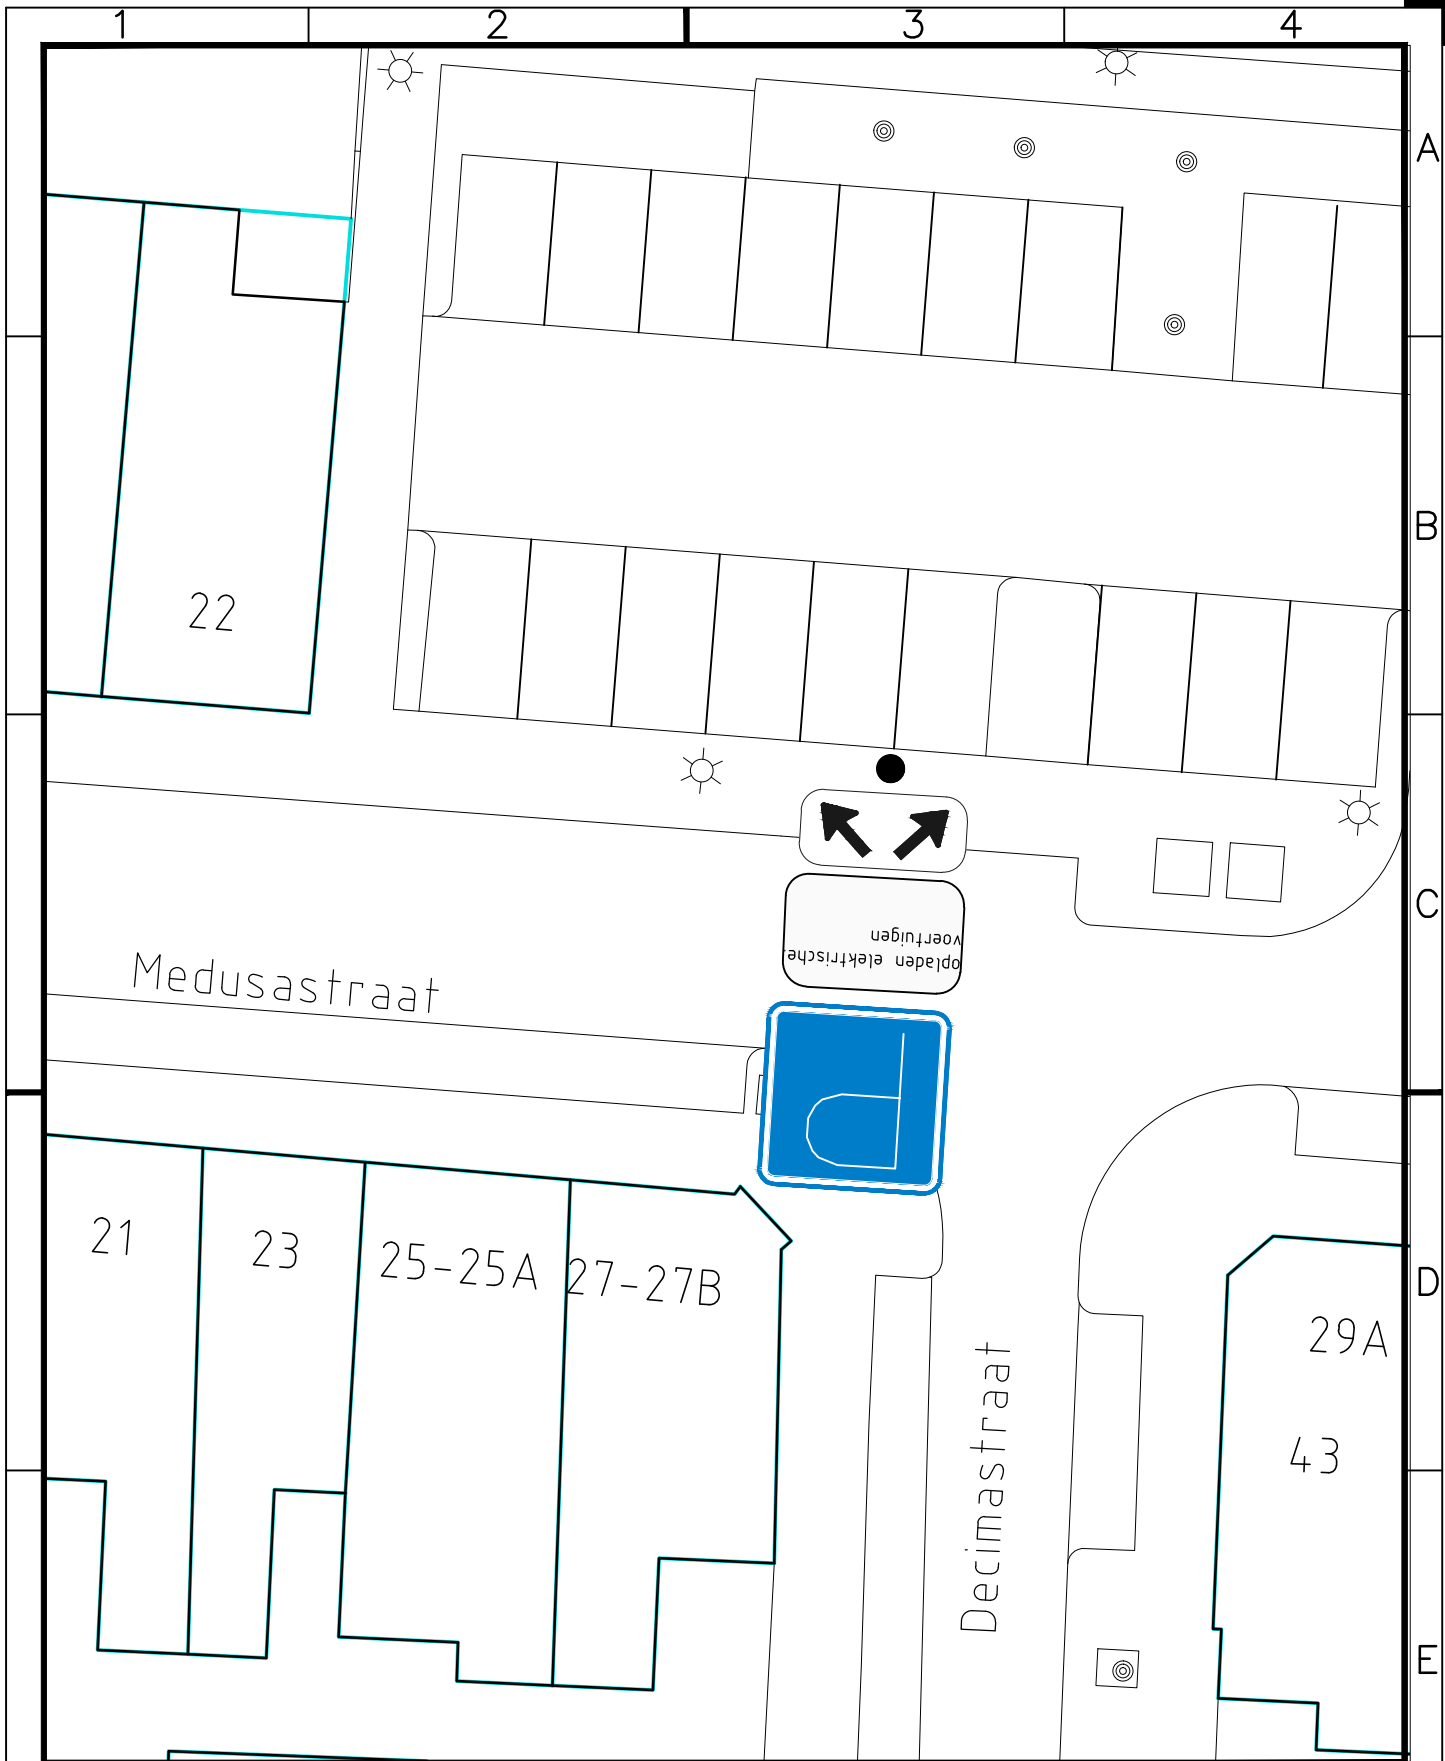 1 2 3 4
A
B
22
C
voertuigen
opladen elektrische
Medusastraat
P
21 23 25-25A 27-27B
D
29A
43
Decimastraat
E